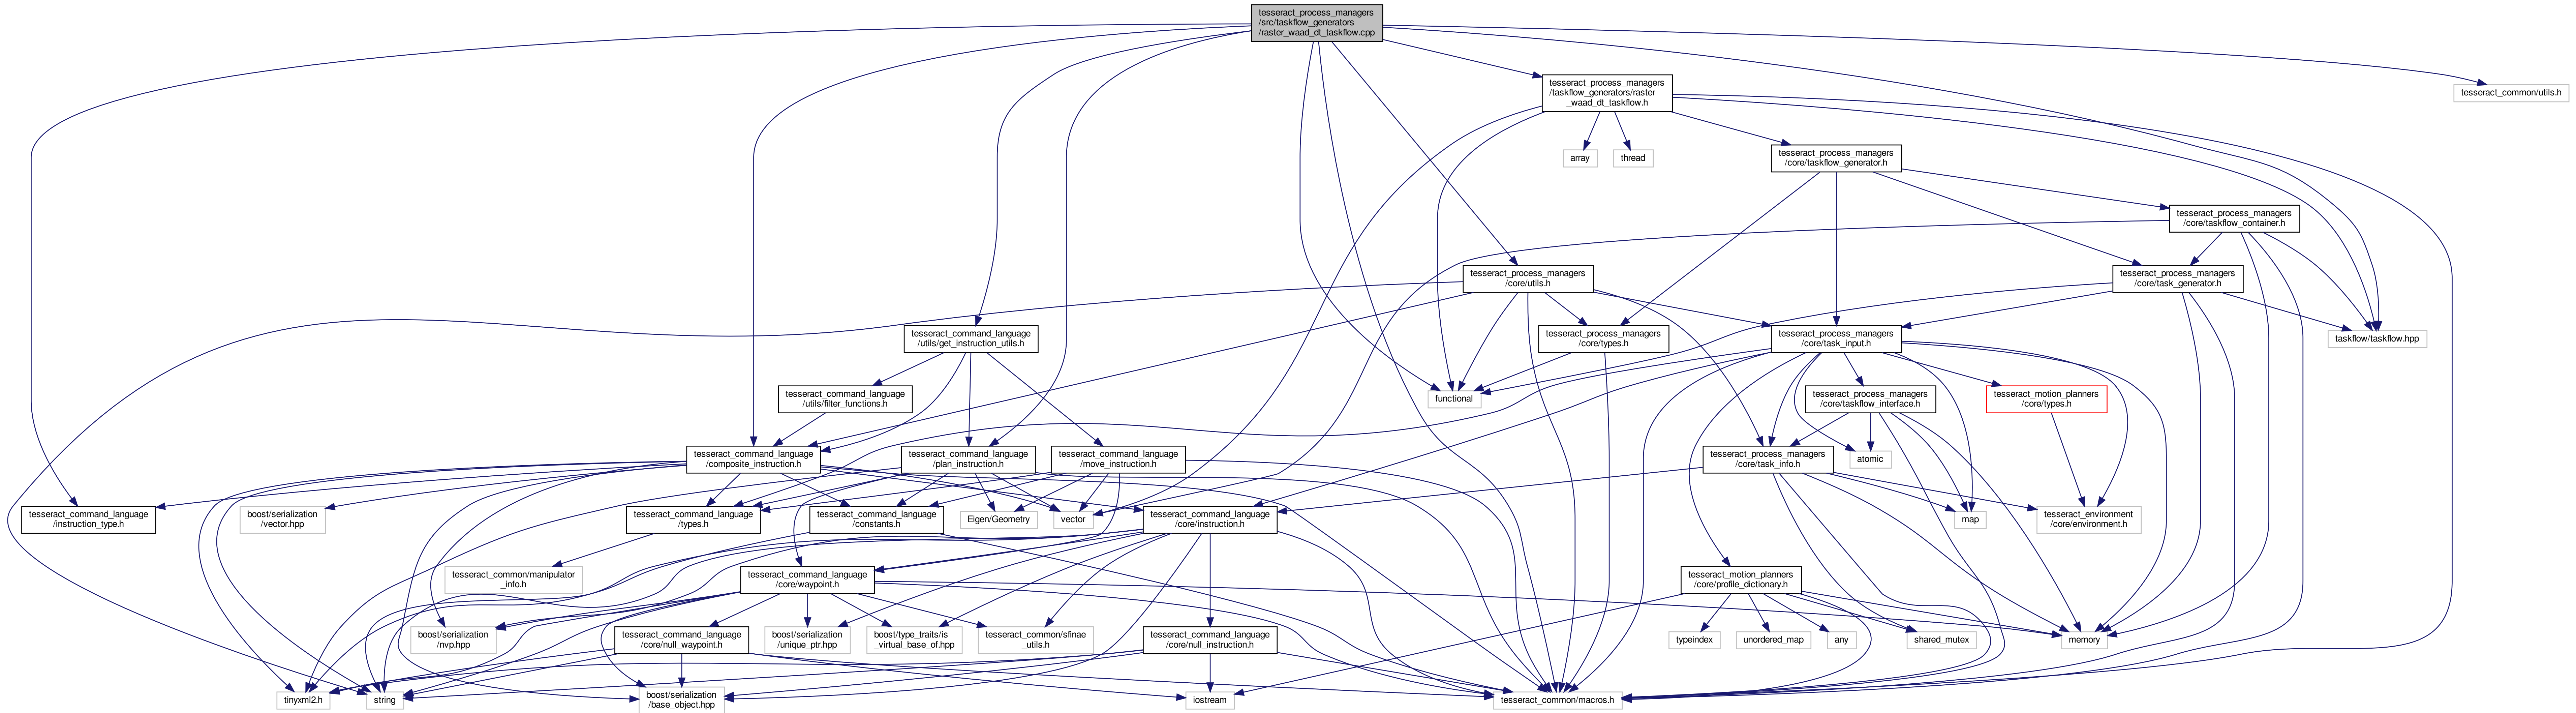 tesseract_process_managers
/src/taskflow_generators
/raster_waad_dt_taskflow.cpp
tesseract_process_managers
/taskflow_generators/raster
_waad_dt_taskflow.h
tesseract_common/utils.h
array
thread
tesseract_process_managers
/core/taskflow_generator.h
tesseract_process_managers
/core/taskflow_container.h
tesseract_process_managers
/core/utils.h
tesseract_process_managers
/core/task_generator.h
tesseract_command_language
/utils/get_instruction_utils.h
tesseract_process_managers
/core/types.h
tesseract_process_managers
/core/task_input.h
taskflow/taskflow.hpp
tesseract_command_language
/utils/filter_functions.h
functional
tesseract_process_managers
/core/taskflow_interface.h
tesseract_motion_planners
/core/types.h
tesseract_command_language
/composite_instruction.h
tesseract_command_language
/plan_instruction.h
tesseract_command_language
/move_instruction.h
tesseract_process_managers
/core/task_info.h
atomic
tesseract_command_language
/instruction_type.h
boost/serialization
/vector.hpp
tesseract_command_language
/types.h
tesseract_command_language
/constants.h
Eigen/Geometry
vector
tesseract_command_language
/core/instruction.h
map
tesseract_environment
/core/environment.h
tesseract_common/manipulator
_info.h
tesseract_command_language
/core/waypoint.h
tesseract_motion_planners
/core/profile_dictionary.h
boost/serialization
/nvp.hpp
tesseract_command_language
/core/null_waypoint.h
boost/serialization
/unique_ptr.hpp
boost/type_traits/is
_virtual_base_of.hpp
tesseract_common/sfinae
_utils.h
tesseract_command_language
/core/null_instruction.h
typeindex
unordered_map
any
shared_mutex
memory
tinyxml2.h
string
boost/serialization
/base_object.hpp
iostream
tesseract_common/macros.h